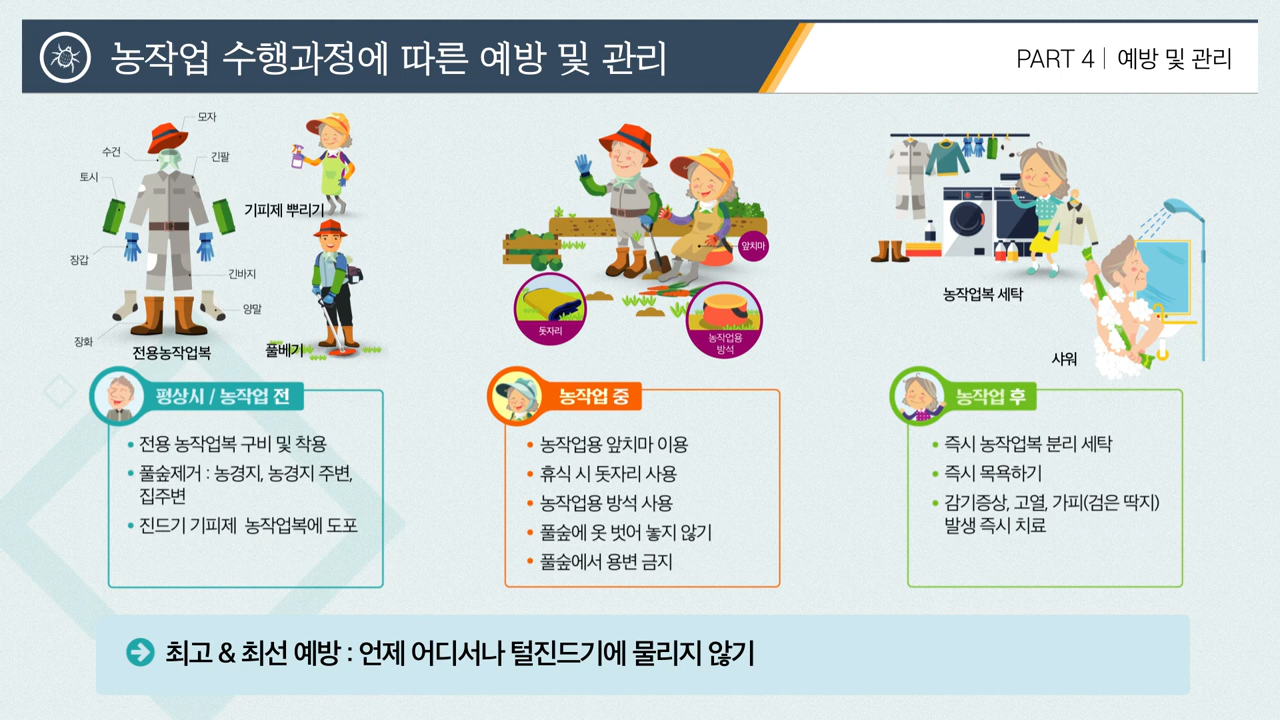 농작업 수행과정에 따른 예방 및 관리
PART 4 | 예방 및 관리
모자
수건
긴팔
토시
장갑
긴바지
양말
장화
전용농작업복
기피제 뿌리기
풀베기
앞치마
돗자리
농작업용
방석
농작업복 세탁
샤워
평상시 / 농작업 전
• 전용 농작업복 구비 및 착용
• 풀숲제거 : 농경지, 농경지 주변,
집주변
• 진드기 기피제 농작업복에 도포
농작업 중
• 농작업용 앞치마 이용
• 휴식 시 돗자리 사용
• 농작업용 방석 사용
• 풀숲에 옷 벗어 놓지 않기
• 풀숲에서 용변 금지
농작업 후
• 즉시 농작업복 분리 세탁
• 즉시 목욕하기
• 감기증상, 고열, 가피(검은 딱지)
발생 즉시 치료
최고 & 최선 예방 : 언제 어디서나 털진드기에 물리지 않기